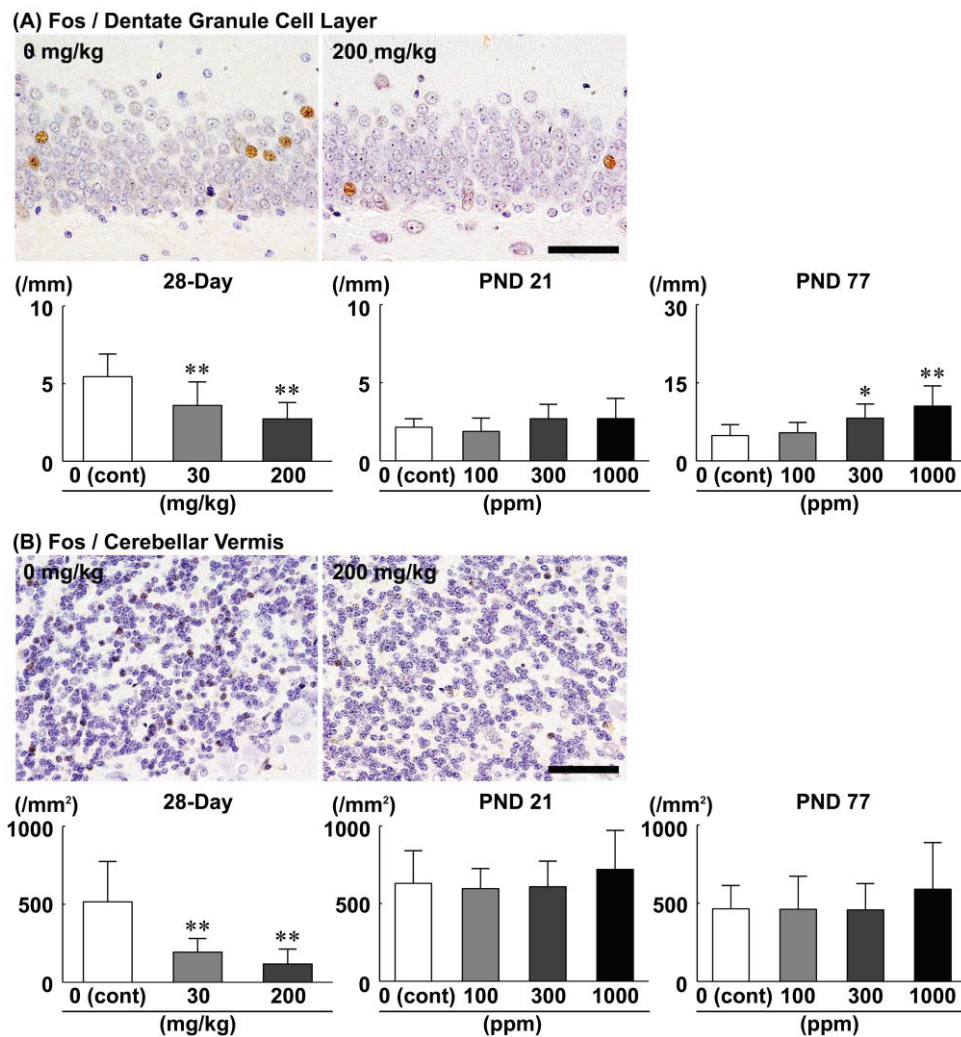 (A) Fos / Dentate Granule Cell Layer
0 mg/kg 200 mg/kg
(/mm) 28-Day (/mm) PND 21 (/mm) PND 77
10 10 30
** ** * **
5 5 15
0 0 0
0 (cont) 30 200 0 (cont) 100 300 1000 0 (cont) 100 300 1000
(mg/kg) (ppm) (ppm)
(B) Fos / Cerebellar Vermis
0 mg/kg 200 mg/kg
(/mm²) 28-Day (/mm²) PND 21 (/mm²) PND 77
1000 1000 1000
500 500 500
** **
0 0 0
0 (cont) 30 200 0 (cont) 100 300 1000 0 (cont) 100 300 1000
(mg/kg) (ppm) (ppm)